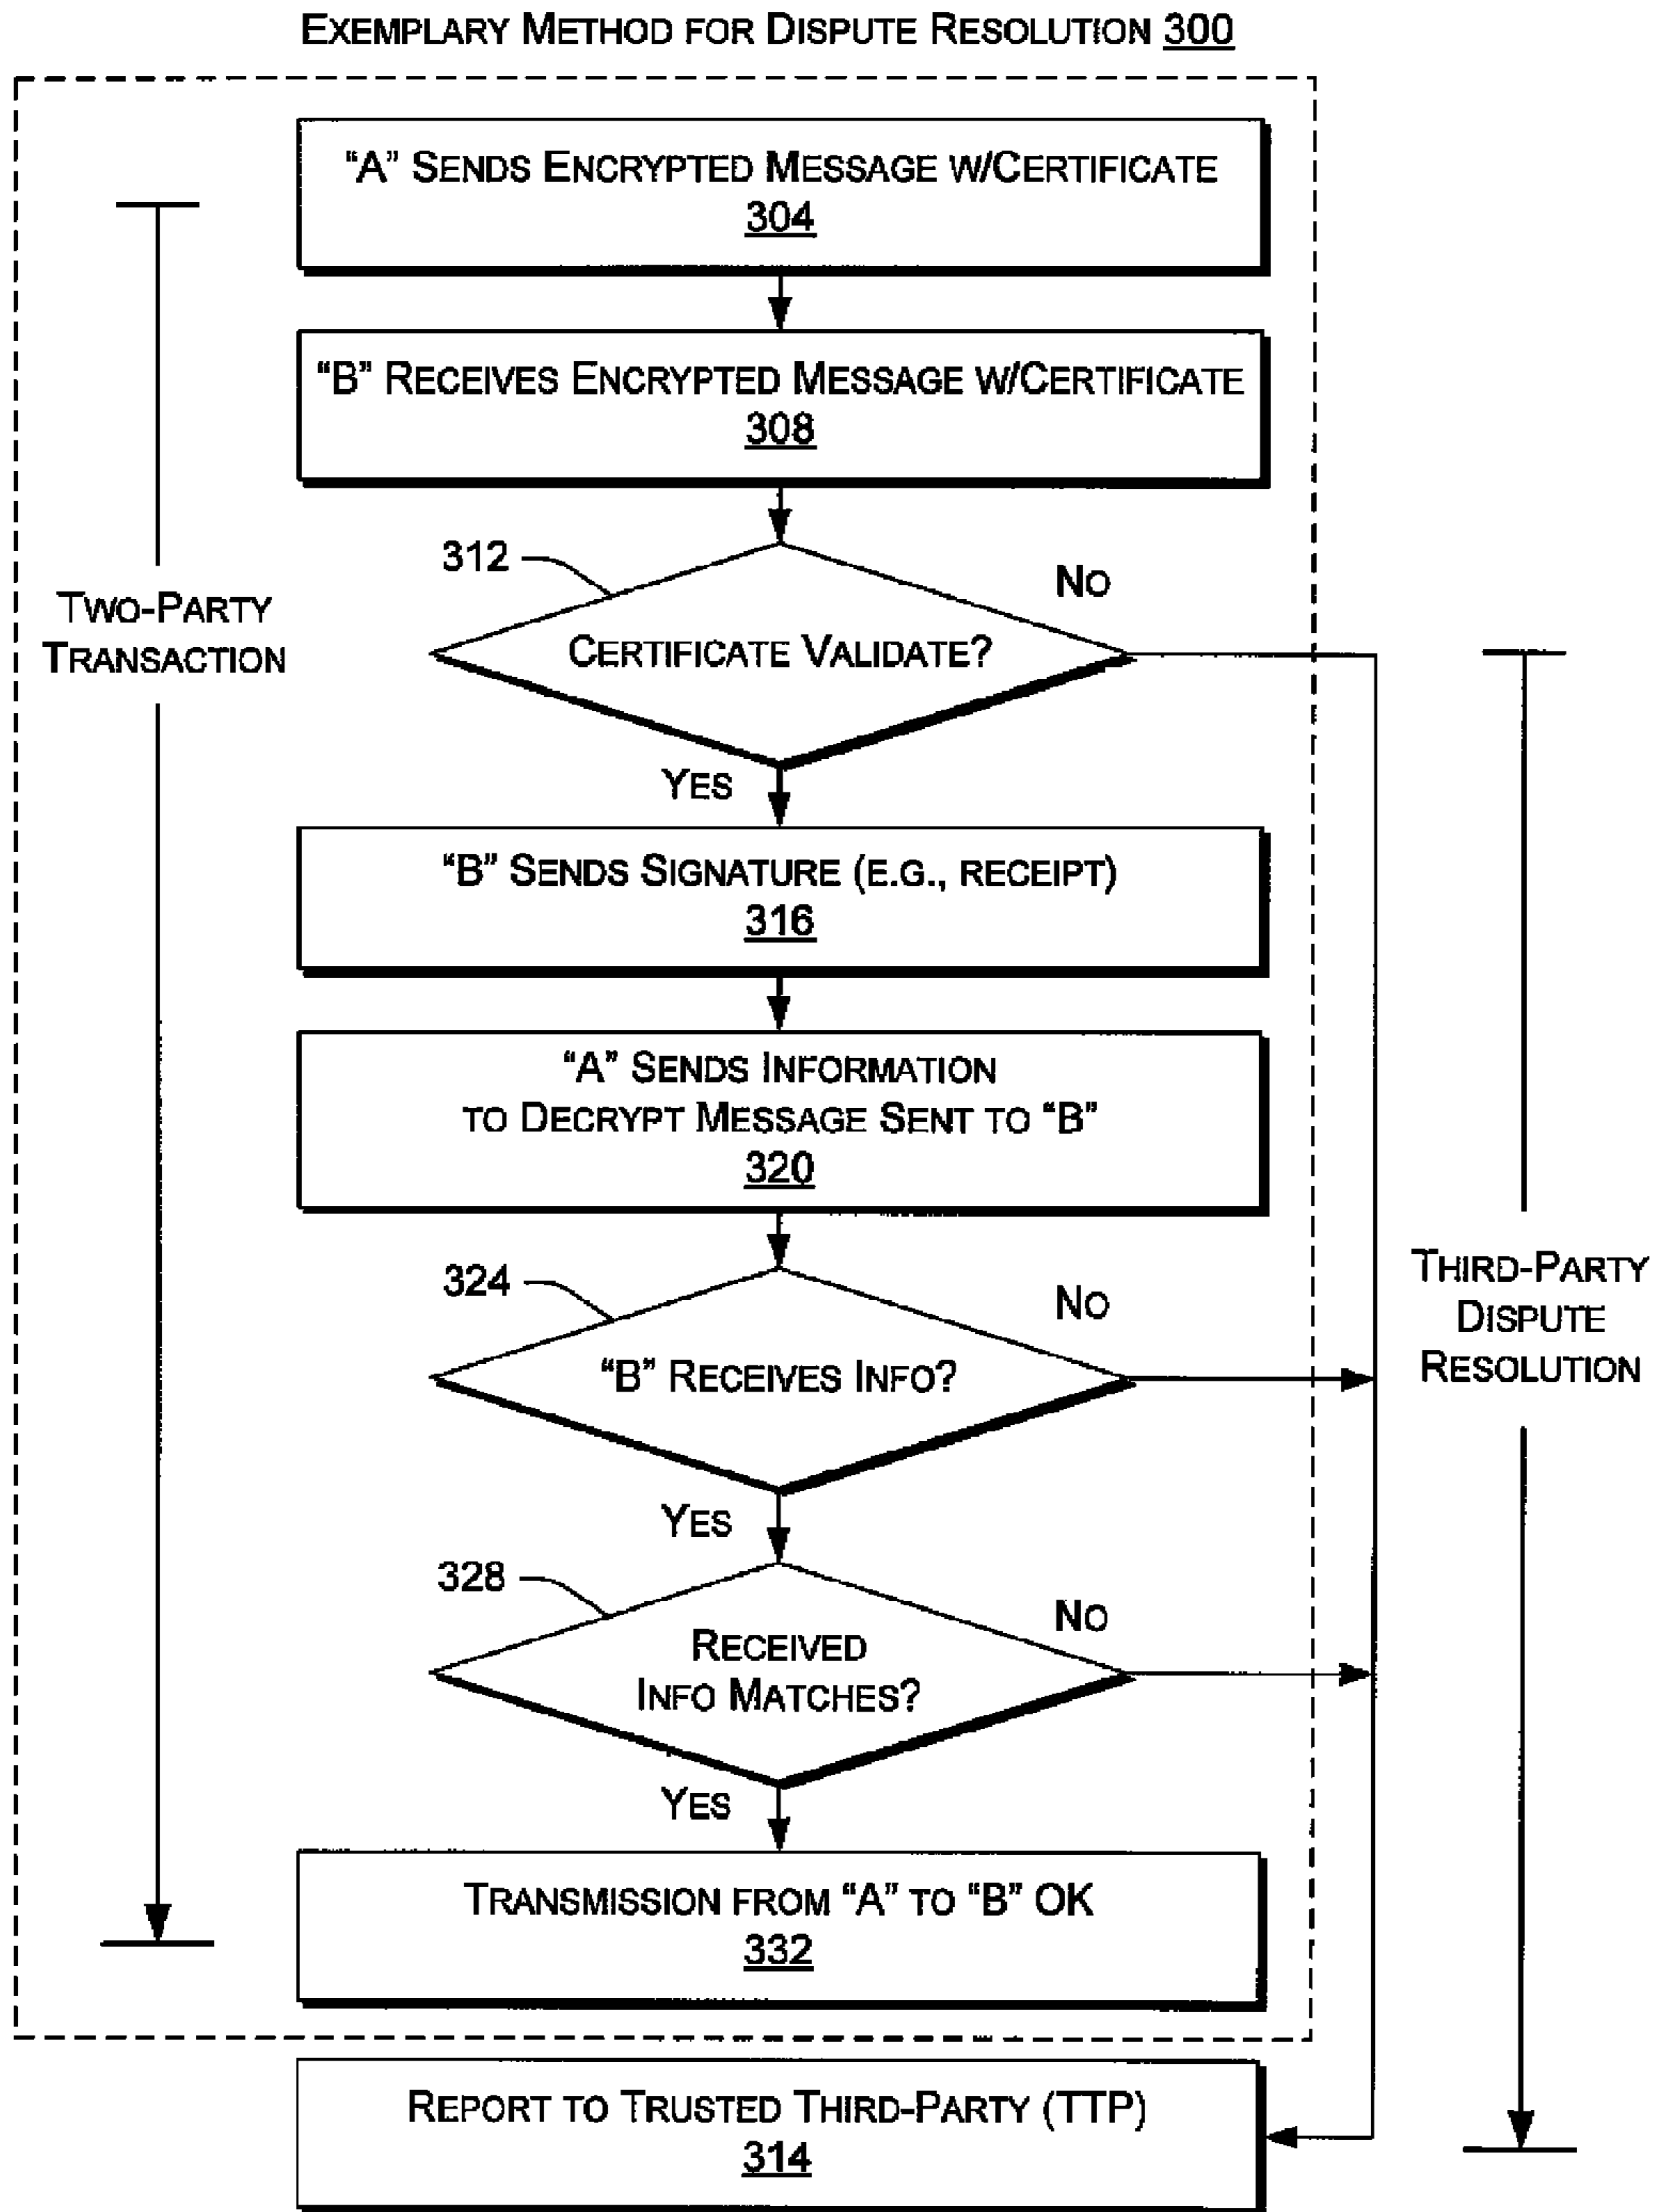 EXEMPLARY METHOD FOR DISPUTE RESOLUTION 300
"A" SENDS ENCRYPTED MESSAGE W/CERTIFICATE
304
"B" RECEIVES ENCRYPTED MESSAGE W/CERTIFICATE
308
312
NO
CERTIFICATE VALIDATE?
YES
TWO-PARTY
TRANSACTION
"B" SENDS SIGNATURE (E.G., RECEIPT)
316
"A" SENDS INFORMATION
TO DECRYPT MESSAGE SENT TO "B"
320
324
NO
"B" RECEIVES INFO?
YES
THIRD-PARTY
DISPUTE
RESOLUTION
328
NO
RECEIVED
INFO MATCHES?
YES
TRANSMISSION FROM "A" TO "B" OK
332
REPORT TO TRUSTED THIRD-PARTY (TTP)
314